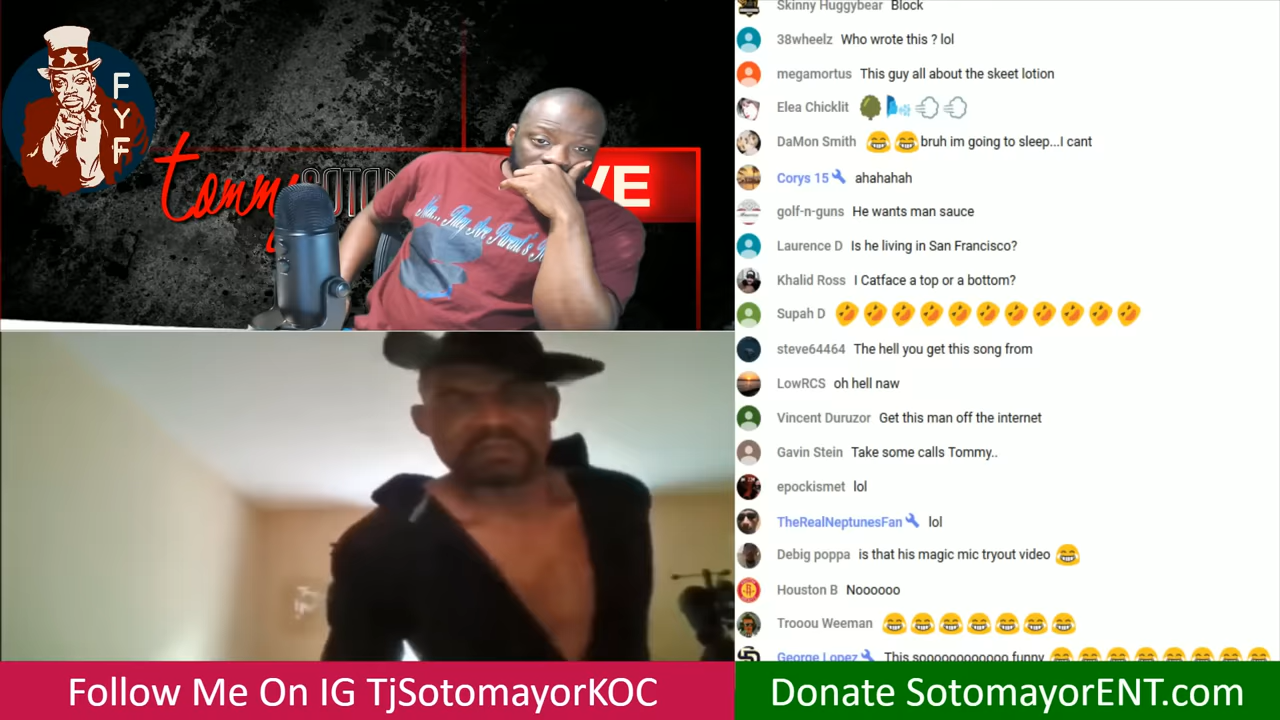 FYF
tommy
VE
Skinny Huggybear Block
38wheelz Who wrote this ? lol
megamortus This guy all about the skeet lotion
Elea Chicklit
DaMon Smith 😂😂bruh im going to sleep...I cant
Corys 15 ahahahah
golf-n-guns He wants man sauce
Laurence D Is he living in San Francisco?
Khalid Ross I Catface a top or a bottom?
Supah D
steve64464 The hell you get this song from
LowRCS oh hell naw
Vincent Duruzor Get this man off the internet
Gavin Stein Take some calls Tommy..
epockismet lol
TheRealNeptunesFan lol
Debig poppa is that his magic mic tryout video 😂
Houston B Noooooo
Trooou Weeman 😂😂😂😂😂😂😂
George Lopez This soooooooooooo funny 😂😂😂😂😂😂😂😂
Follow Me On IG TjSotomayorKOC
Donate SotomayorENT.com